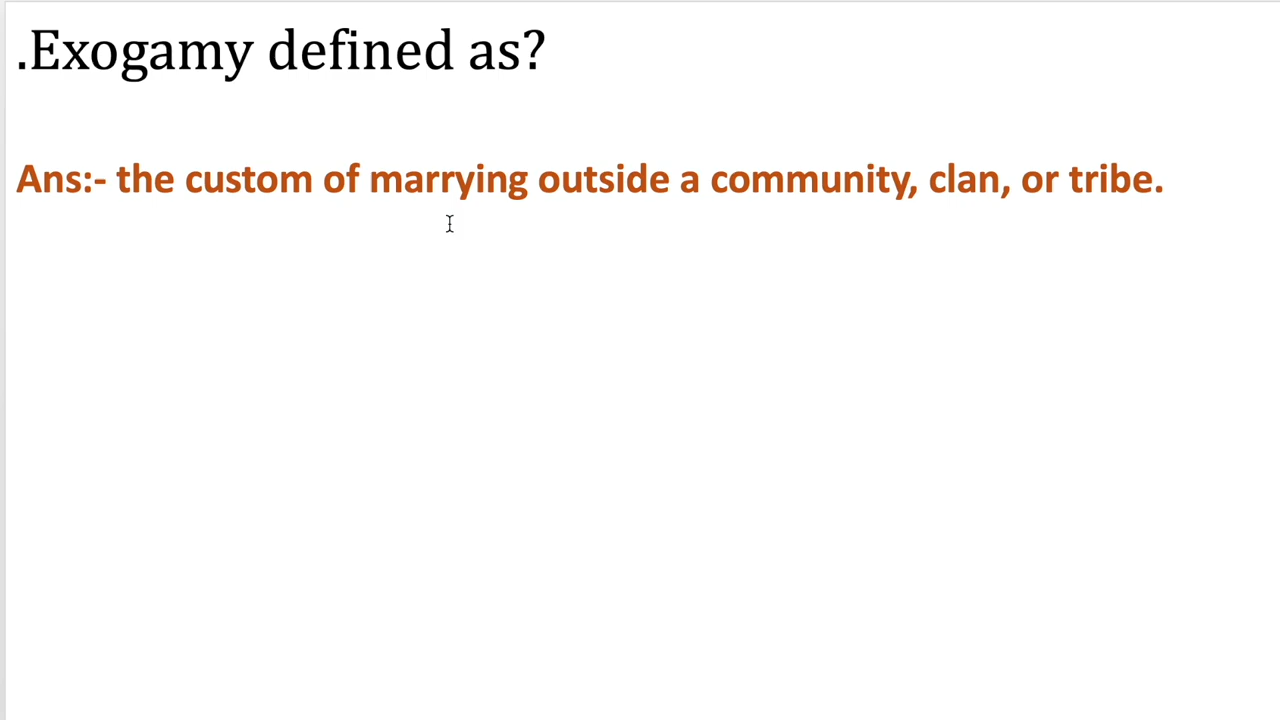 .Exogamy defined as?
Ans:- the custom of marrying outside a community, clan, or tribe.